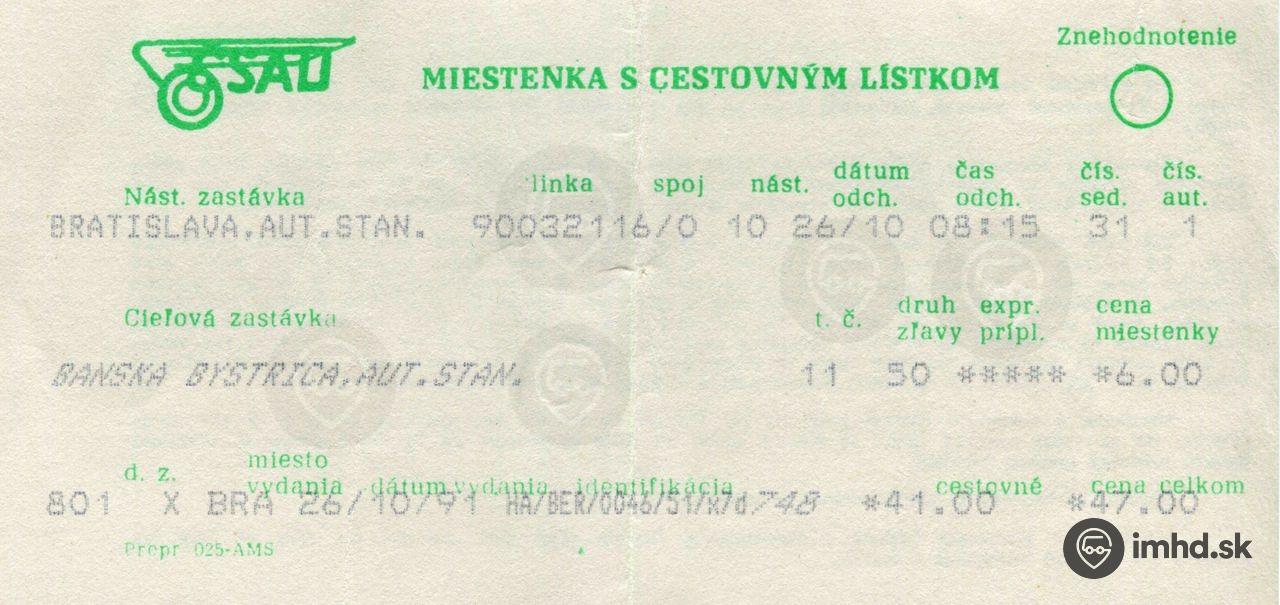 ČSAD
MIESTENKA S CESTOVNÝM LÍSTKOM
Znehodnotenie
Nást. zastávka linka spoj nást. dátum odch. čas odch. čís. sed. čís. aut.
BRATISLAVA,AUT.STAN. 90032116/0 10 26/10 08:15 31 1
Cieľová zastávka t. č. druh zľavy expr. prípl. cena miestenky
BANSKA BYSTRICA,AUT.STAN. 11 50 ***** *6.00
d. z. miesto vydania dátum vydania identifikácia cestovné cena celkom
801 X BRA 26/10/91 *41.00 *47.00
Prepr 025-AMS
imhd.sk